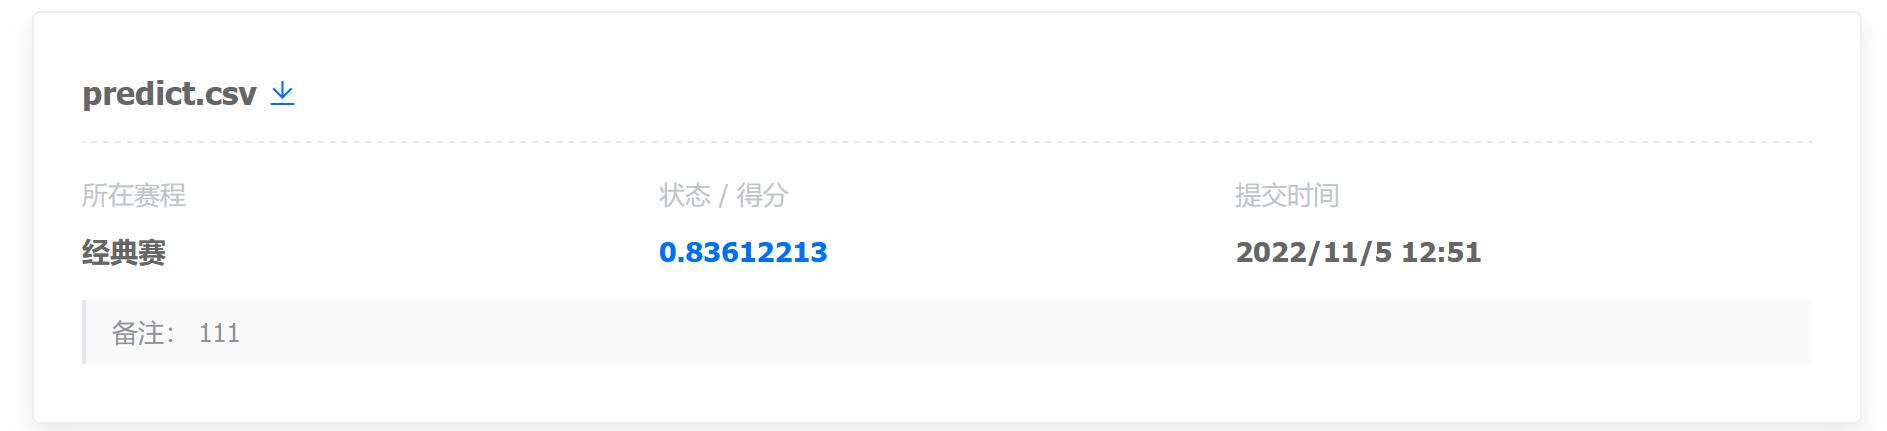 predict.csv
所在赛程 状态 / 得分 提交时间
经典赛 0.83612213 2022/11/5 12:51
备注： 111